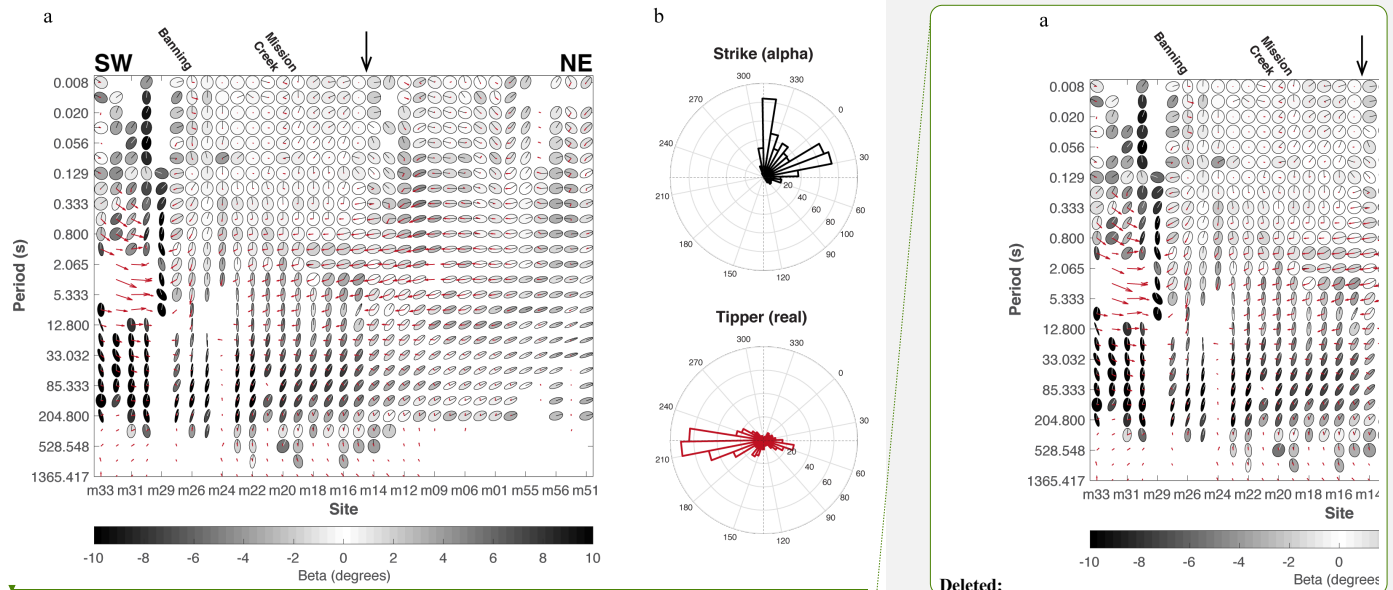 a
SW
Banning
Mission
Creek
NE
0.008
0.020
0.056
0.129
0.333
0.800
2.065
5.333
12.800
33.032
85.333
204.800
528.548
1365.417
Period (s)
m33 m31 m29 m26 m24 m22 m20 m18 m16 m14 m12 m09 m06 m01 m55 m56 m51
Site
-10 -8 -6 -4 -2 0 2 4 6 8 10
Beta (degrees)
b
Strike (alpha)
300 330
270 0
240 30
210 60
180 90
150 120
20 40 60 80 100
Tipper (real)
300 330
270 0
240 30
210 60
180 90
150 120
20 40 60 80
a
Banning
Mission
Creek
0.008
0.020
0.056
0.129
0.333
0.800
2.065
5.333
12.800
33.032
85.333
204.800
528.548
1365.417
Period (s)
m33 m31 m29 m26 m24 m22 m20 m18 m16 m14
Site
-10 -8 -6 -4 -2 0
Beta (degrees
Deleted: